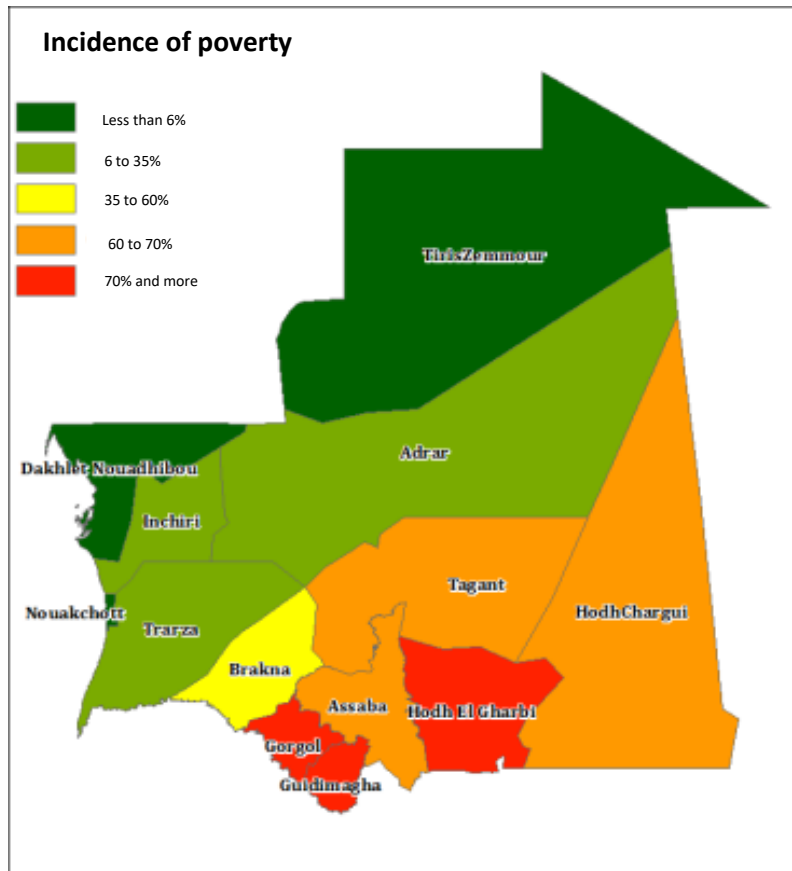 Incidence of poverty
Less than 6%
6 to 35%
35 to 60%
60 to 70%
70% and more
TirisZemmour
Adrar
Dakhlet Nouadhibou
Inchiri
Tagant
HodhChargui
Nouakchott
Trarza
Brakna
Assaba
Hodh El Gharbi
Gorgol
Guidimagha